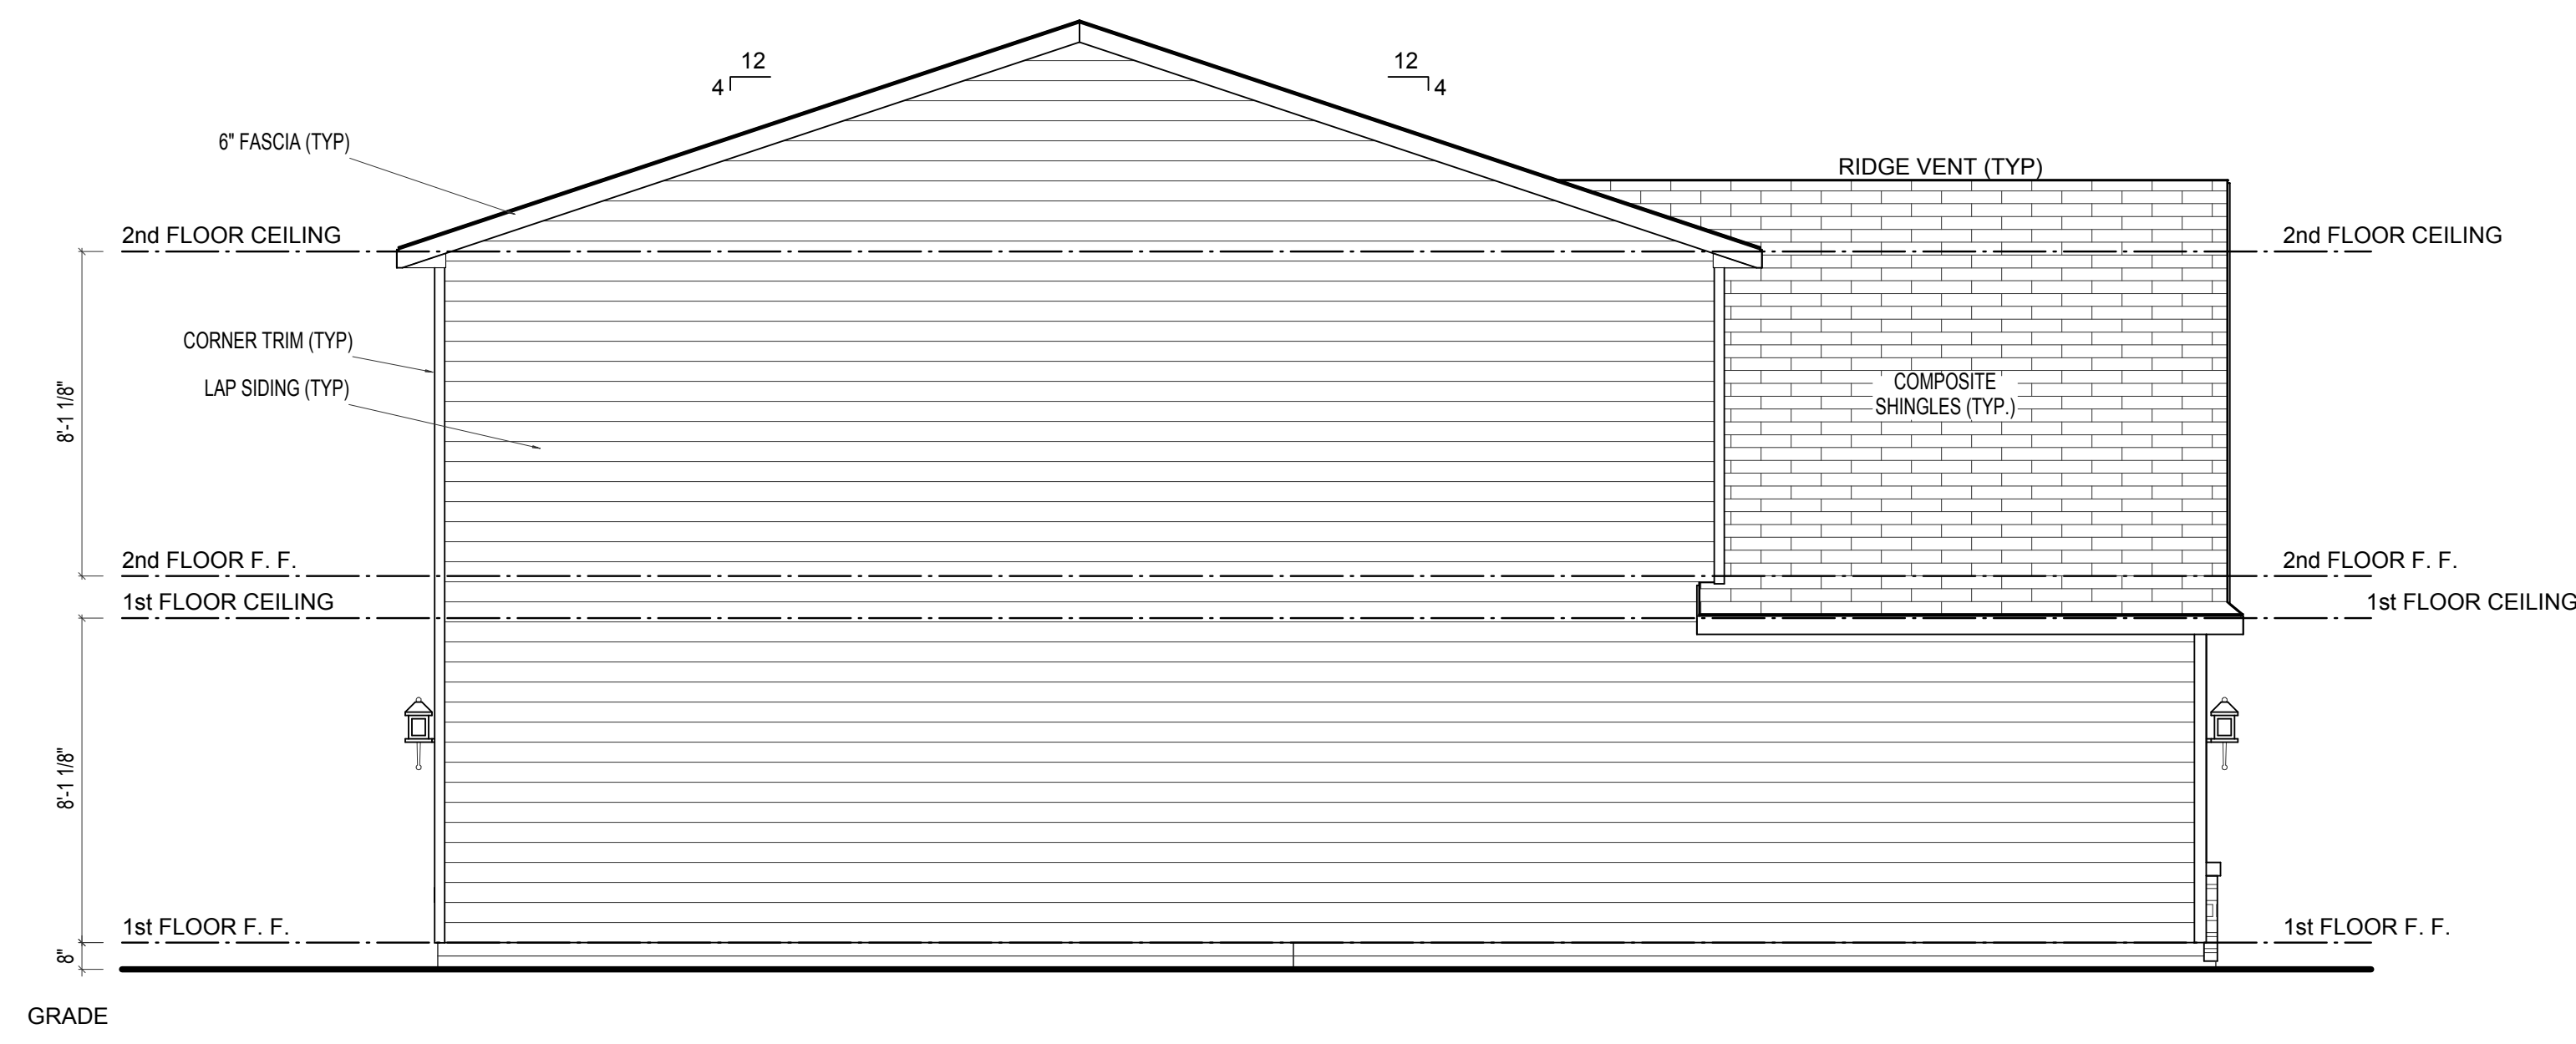 12
4
12
4
6" FASCIA (TYP)
RIDGE VENT (TYP)
2nd FLOOR CEILING
2nd FLOOR CEILING
CORNER TRIM (TYP)
LAP SIDING (TYP)
COMPOSITE
SHINGLES (TYP.)
8'-1 1/8"
2nd FLOOR F. F.
2nd FLOOR F. F.
1st FLOOR CEILING
1st FLOOR CEILING
8'-1 1/8"
1st FLOOR F. F.
1st FLOOR F. F.
8"
GRADE